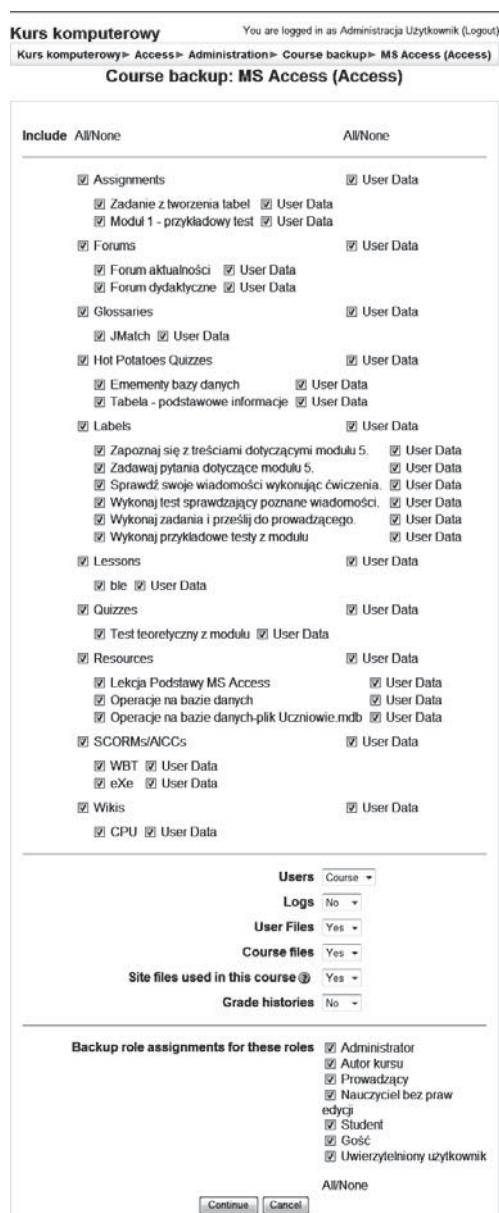 Kurs komputerowy You are logged in as Administracja Użytkownik (Logout)
Kurs komputerowy ► Access ► Administration ► Course backup ► MS Access (Access)
Course backup: MS Access (Access)
Include All/None All/None
Assignments User Data
Zadanie z tworzenia tabel User Data
Moduł 1 - przykładowy test User Data
Forums User Data
Forum aktualności User Data
Forum dydaktyczne User Data
Glossaries User Data
JMatch User Data
Hot Potatoes Quizzes User Data
Emementy bazy danych User Data
Tabela - podstawowe informacje User Data
Labels User Data
Zapoznaj się z treściami dotyczącymi modułu 5. User Data
Zadawaj pytania dotyczące modułu 5. User Data
Sprawdź swoje wiadomości wykonując ćwiczenia. User Data
Wykonaj test sprawdzający poznane wiadomości. User Data
Wykonaj zadania i prześlij do prowadzącego. User Data
Wykonaj przykładowe testy z modułu User Data
Lessons User Data
ble User Data
Quizzes User Data
Test teoretyczny z modułu User Data
Resources User Data
Lekcja Podstawy MS Access User Data
Operacje na bazie danych User Data
Operacje na bazie danych-plik Uczniowie.mdb User Data
SCORMs/AICCs User Data
WBT User Data
eXe User Data
Wikis User Data
CPU User Data
Users Course
Logs No
User Files Yes
Course files Yes
Site files used in this course ? Yes
Grade histories No
Backup role assignments for these roles Administrator
Autor kursu
Prowadzący
Nauczyciel bez praw
edycji
Student
Gość
Uwierzytelniony użytkownik
All/None
Continue Cancel